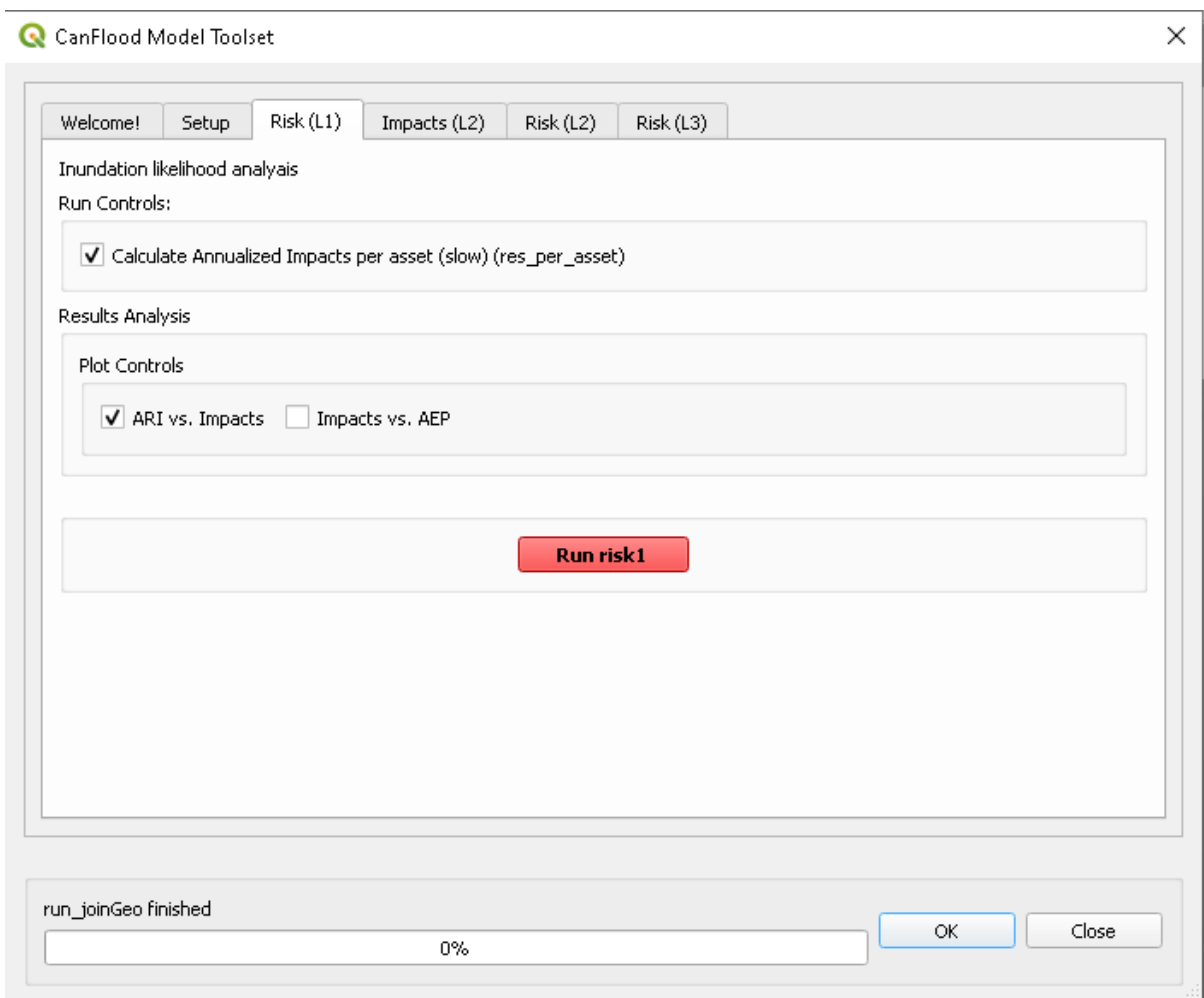 CanFlood Model Toolset
Welcome! Setup Risk (L1) Impacts (L2) Risk (L2) Risk (L3)
Inundation likelihood analyais
Run Controls:
Calculate Annualized Impacts per asset (slow) (res_per_asset)
Results Analysis
Plot Controls
ARI vs. Impacts Impacts vs. AEP
Run risk1
run_joinGeo finished
0%
OK Close